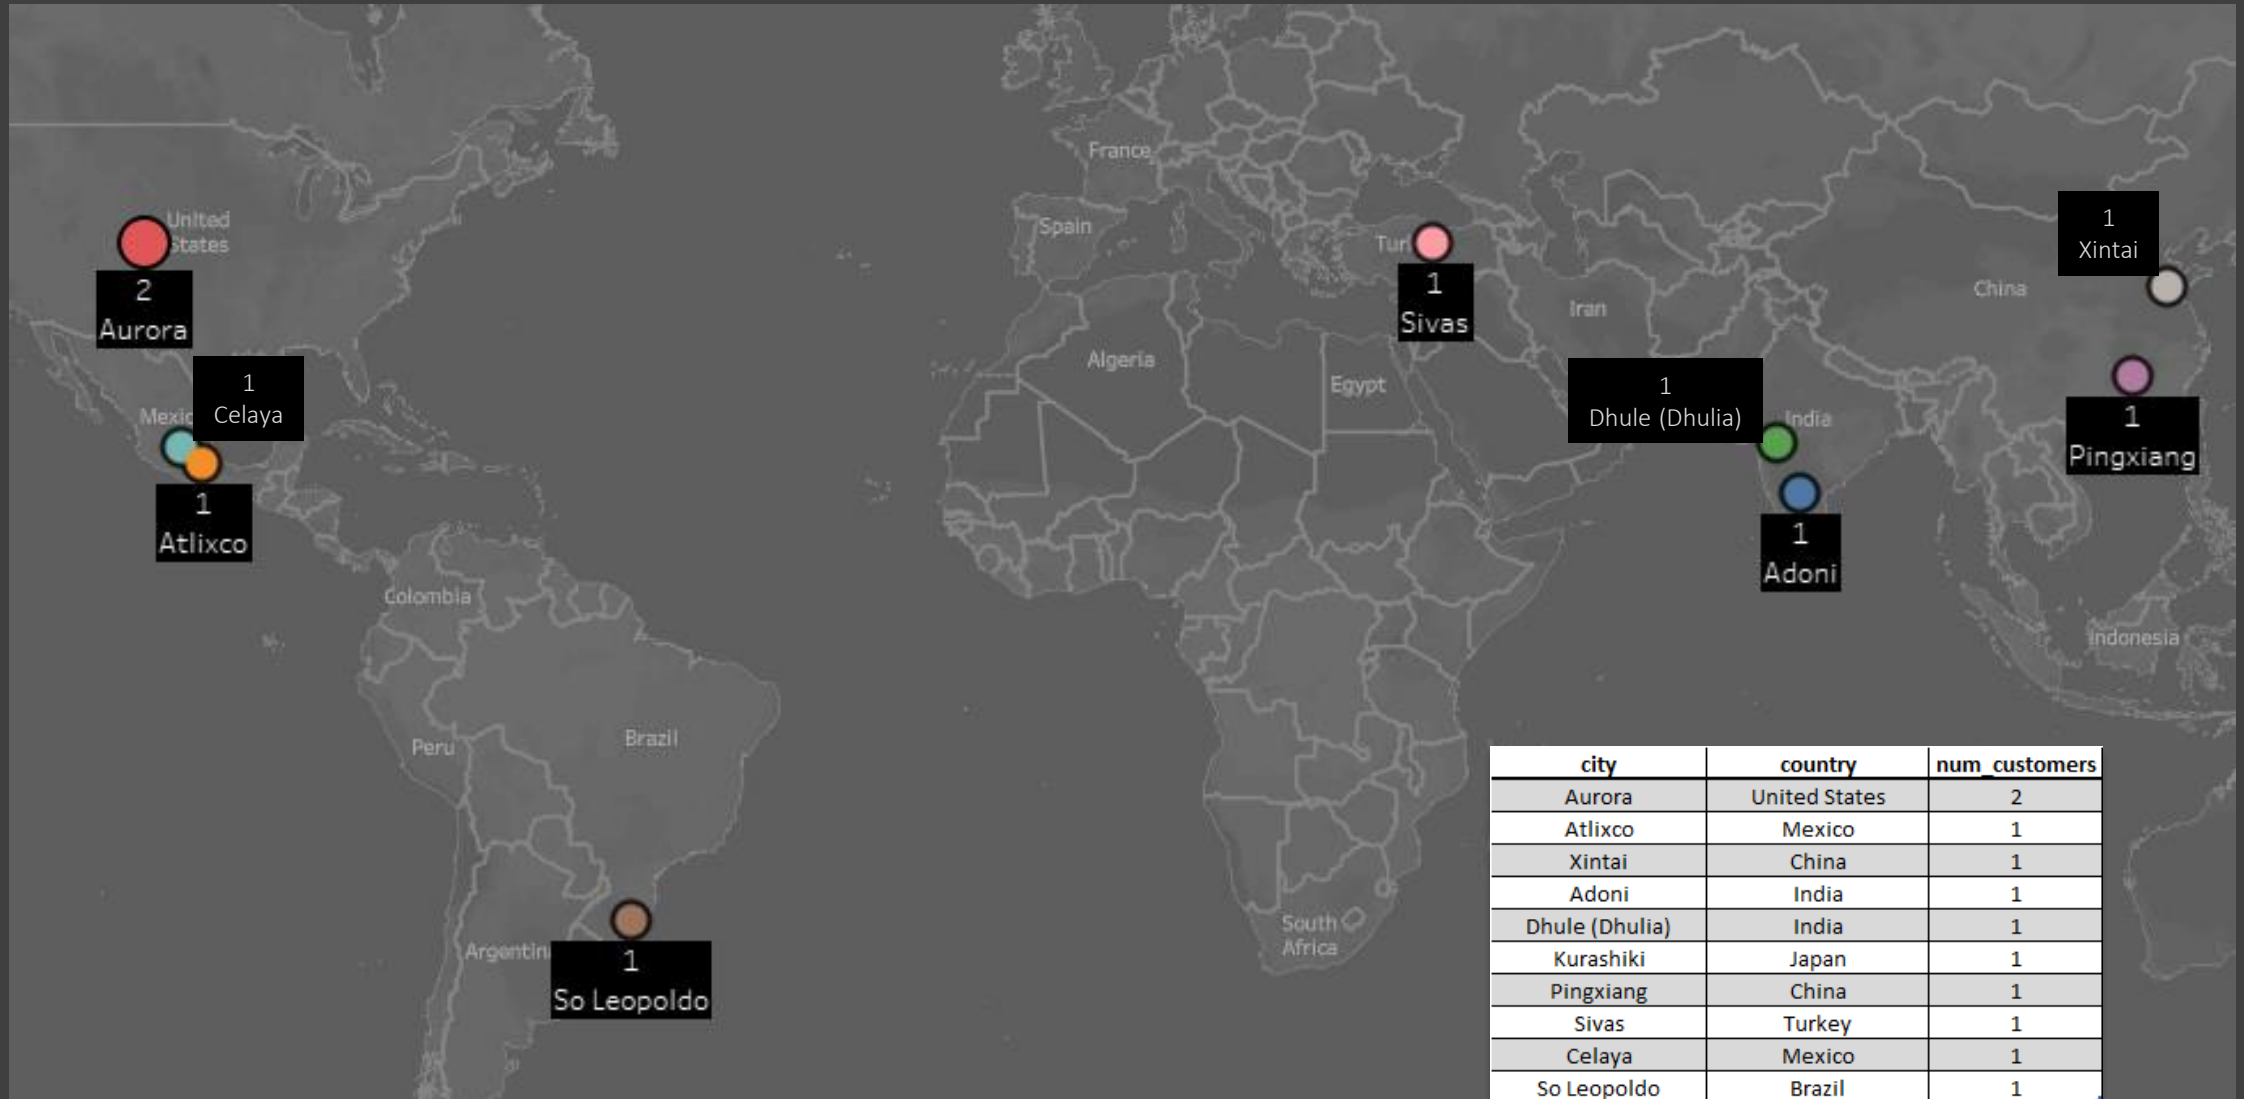 United
States
2
Aurora
1
Celaya
Mexic
1
Atlixco
Colombia
Peru
Brazil
Argentin
1
So Leopoldo
France
Spain
Algeria
Egypt
South
Africa
Tur
1
Sivas
Iran
1
Dhule (Dhulia)
India
1
Adoni
1
Xintai
China
1
Pingxiang
Indonesia
city country num_customers
Aurora United States 2
Atlixco Mexico 1
Xintai China 1
Adoni India 1
Dhule (Dhulia) India 1
Kurashiki Japan 1
Pingxiang China 1
Sivas Turkey 1
Celaya Mexico 1
So Leopoldo Brazil 1